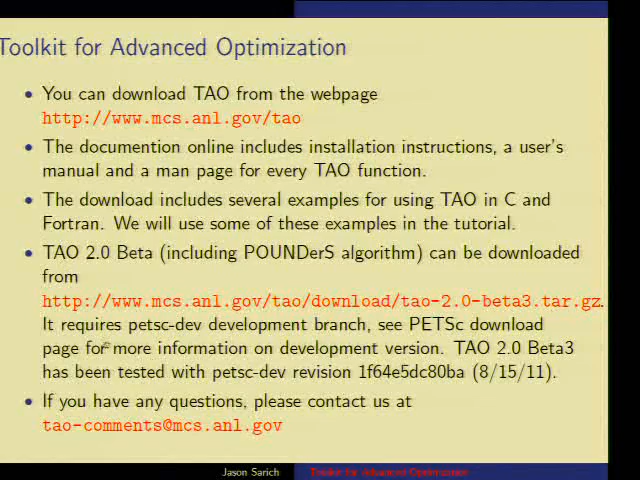 Toolkit for Advanced Optimization
You can download TAO from the webpage
http://www.mcs.anl.gov/tao
The documention online includes installation instructions, a user's
manual and a man page for every TAO function.
The download includes several examples for using TAO in C and
Fortran. We will use some of these examples in the tutorial.
TAO 2.0 Beta (including POUNDerS algorithm) can be downloaded
from
http://www.mcs.anl.gov/tao/download/tao-2.0-beta3.tar.gz.
It requires petsc-dev development branch, see PETSc download
page for more information on development version. TAO 2.0 Beta3
has been tested with petsc-dev revision 1f64e5dc80ba (8/15/11).
If you have any questions, please contact us at
tao-comments@mcs.anl.gov
Jason Sarich Toolkit for Advanced Optimization